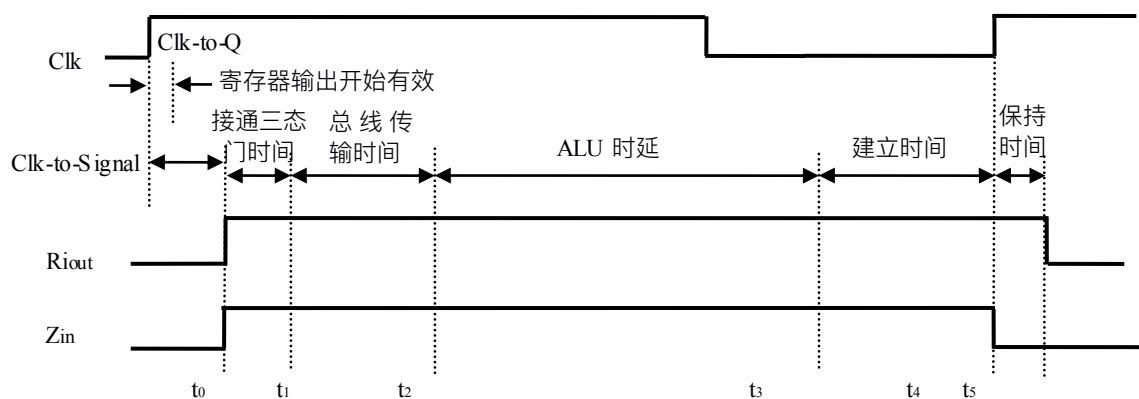 Clk
Clk-to-Q
寄存器输出开始有效
Clk-to-Signal
接通三态
门时间
总 线 传
输时间
ALU 时延
建立时间
保持
时间
Riout
Zin
t0
t1
t2
t3
t4
t5